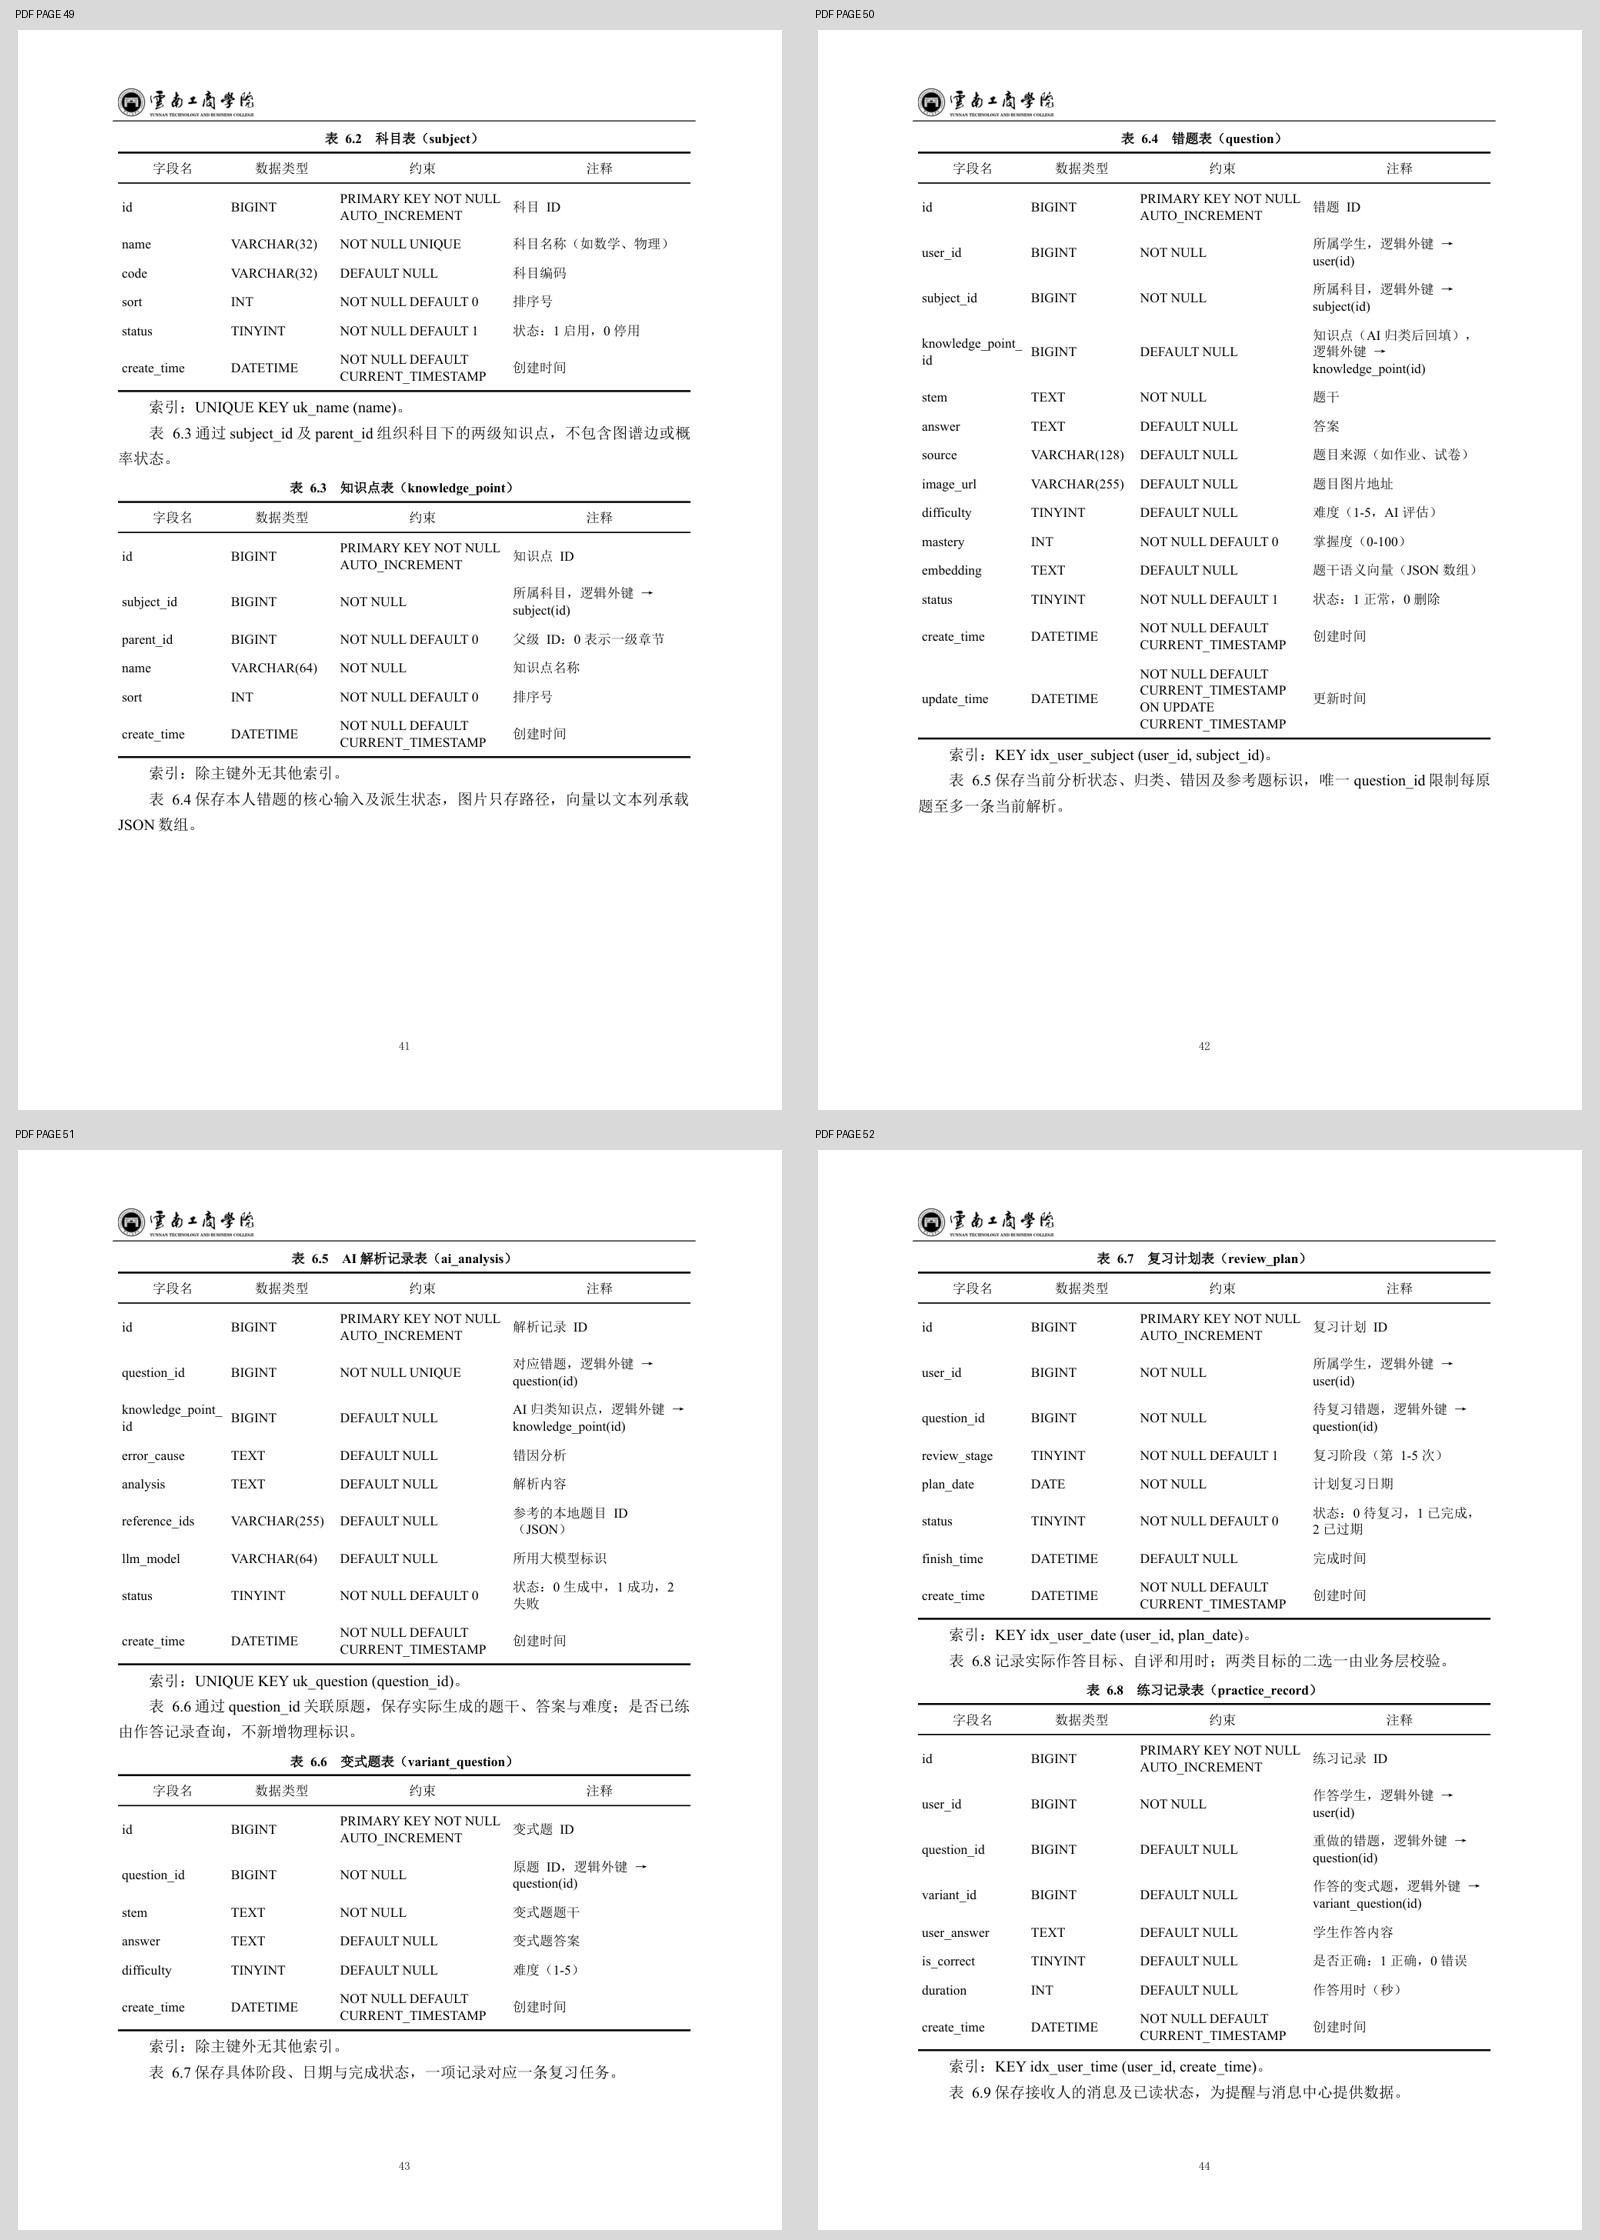 PDF PAGE 49
雲南工商學院
YUNNAN TECHNOLOGY AND BUSINESS COLLEGE
表 6.2 科目表（subject）
字段名 数据类型 约束 注释
id BIGINT PRIMARY KEY NOT NULL AUTO_INCREMENT 科目 ID
name VARCHAR(32) NOT NULL UNIQUE 科目名称（如数学、物理）
code VARCHAR(32) DEFAULT NULL 科目编码
sort INT NOT NULL DEFAULT 0 排序号
status TINYINT NOT NULL DEFAULT 1 状态：1 启用，0 停用
create_time DATETIME NOT NULL DEFAULT CURRENT_TIMESTAMP 创建时间
索引：UNIQUE KEY uk_name (name)。
表 6.3 通过 subject_id 及 parent_id 组织科目下的两级知识点，不包含图谱边或概
率状态。
表 6.3 知识点表（knowledge_point）
字段名 数据类型 约束 注释
id BIGINT PRIMARY KEY NOT NULL AUTO_INCREMENT 知识点 ID
subject_id BIGINT NOT NULL 所属科目，逻辑外键 → subject(id)
parent_id BIGINT NOT NULL DEFAULT 0 父级 ID：0 表示一级章节
name VARCHAR(64) NOT NULL 知识点名称
sort INT NOT NULL DEFAULT 0 排序号
create_time DATETIME NOT NULL DEFAULT CURRENT_TIMESTAMP 创建时间
索引：除主键外无其他索引。
表 6.4 保存本人错题的核心输入及派生状态，图片只存路径，向量以文本列承载
JSON 数组。
41
PDF PAGE 50
雲南工商學院
YUNNAN TECHNOLOGY AND BUSINESS COLLEGE
表 6.4 错题表（question）
字段名 数据类型 约束 注释
id BIGINT PRIMARY KEY NOT NULL AUTO_INCREMENT 错题 ID
user_id BIGINT NOT NULL 所属学生，逻辑外键 → user(id)
subject_id BIGINT NOT NULL 所属科目，逻辑外键 → subject(id)
knowledge_point_id BIGINT DEFAULT NULL 知识点（AI 归类后回填），逻辑外键 → knowledge_point(id)
stem TEXT NOT NULL 题干
answer TEXT DEFAULT NULL 答案
source VARCHAR(128) DEFAULT NULL 题目来源（如作业、试卷）
image_url VARCHAR(255) DEFAULT NULL 题目图片地址
difficulty TINYINT DEFAULT NULL 难度（1-5，AI 评估）
mastery INT NOT NULL DEFAULT 0 掌握度（0-100）
embedding TEXT DEFAULT NULL 题干语义向量（JSON 数组）
status TINYINT NOT NULL DEFAULT 1 状态：1 正常，0 删除
create_time DATETIME NOT NULL DEFAULT CURRENT_TIMESTAMP 创建时间
update_time DATETIME NOT NULL DEFAULT CURRENT_TIMESTAMP ON UPDATE CURRENT_TIMESTAMP 更新时间
索引：KEY idx_user_subject (user_id, subject_id)。
表 6.5 保存当前分析状态、归类、错因及参考题标识，唯一 question_id 限制每原
题至多一条当前解析。
42
PDF PAGE 51
雲南工商學院
YUNNAN TECHNOLOGY AND BUSINESS COLLEGE
表 6.5 AI 解析记录表（ai_analysis）
字段名 数据类型 约束 注释
id BIGINT PRIMARY KEY NOT NULL AUTO_INCREMENT 解析记录 ID
question_id BIGINT NOT NULL UNIQUE 对应错题，逻辑外键 → question(id)
knowledge_point_id BIGINT DEFAULT NULL AI 归类知识点，逻辑外键 → knowledge_point(id)
error_cause TEXT DEFAULT NULL 错因分析
analysis TEXT DEFAULT NULL 解析内容
reference_ids VARCHAR(255) DEFAULT NULL 参考的本地题目 ID（JSON）
llm_model VARCHAR(64) DEFAULT NULL 所用大模型标识
status TINYINT NOT NULL DEFAULT 0 状态：0 生成中，1 成功，2 失败
create_time DATETIME NOT NULL DEFAULT CURRENT_TIMESTAMP 创建时间
索引：UNIQUE KEY uk_question (question_id)。
表 6.6 通过 question_id 关联原题，保存实际生成的题干、答案与难度；是否已练
由作答记录查询，不新增物理标识。
表 6.6 变式题表（variant_question）
字段名 数据类型 约束 注释
id BIGINT PRIMARY KEY NOT NULL AUTO_INCREMENT 变式题 ID
question_id BIGINT NOT NULL 原题 ID，逻辑外键 → question(id)
stem TEXT NOT NULL 变式题题干
answer TEXT DEFAULT NULL 变式题答案
difficulty TINYINT DEFAULT NULL 难度（1-5）
create_time DATETIME NOT NULL DEFAULT CURRENT_TIMESTAMP 创建时间
索引：除主键外无其他索引。
表 6.7 保存具体阶段、日期与完成状态，一项记录对应一条复习任务。
43
PDF PAGE 52
雲南工商學院
YUNNAN TECHNOLOGY AND BUSINESS COLLEGE
表 6.7 复习计划表（review_plan）
字段名 数据类型 约束 注释
id BIGINT PRIMARY KEY NOT NULL AUTO_INCREMENT 复习计划 ID
user_id BIGINT NOT NULL 所属学生，逻辑外键 → user(id)
question_id BIGINT NOT NULL 待复习错题，逻辑外键 → question(id)
review_stage TINYINT NOT NULL DEFAULT 1 复习阶段（第 1-5 次）
plan_date DATE NOT NULL 计划复习日期
status TINYINT NOT NULL DEFAULT 0 状态：0 待复习，1 已完成，2 已过期
finish_time DATETIME DEFAULT NULL 完成时间
create_time DATETIME NOT NULL DEFAULT CURRENT_TIMESTAMP 创建时间
索引：KEY idx_user_date (user_id, plan_date)。
表 6.8 记录实际作答目标、自评和用时；两类目标的二选一由业务层校验。
表 6.8 练习记录表（practice_record）
字段名 数据类型 约束 注释
id BIGINT PRIMARY KEY NOT NULL AUTO_INCREMENT 练习记录 ID
user_id BIGINT NOT NULL 作答学生，逻辑外键 → user(id)
question_id BIGINT DEFAULT NULL 重做的错题，逻辑外键 → question(id)
variant_id BIGINT DEFAULT NULL 作答的变式题，逻辑外键 → variant_question(id)
user_answer TEXT DEFAULT NULL 学生作答内容
is_correct TINYINT DEFAULT NULL 是否正确：1 正确，0 错误
duration INT DEFAULT NULL 作答用时（秒）
create_time DATETIME NOT NULL DEFAULT CURRENT_TIMESTAMP 创建时间
索引：KEY idx_user_time (user_id, create_time)。
表 6.9 保存接收人的消息及已读状态，为提醒与消息中心提供数据。
44